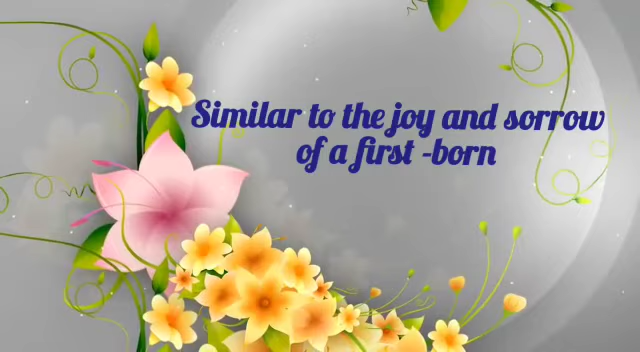 Similar to the joy and sorrow
of a first -born